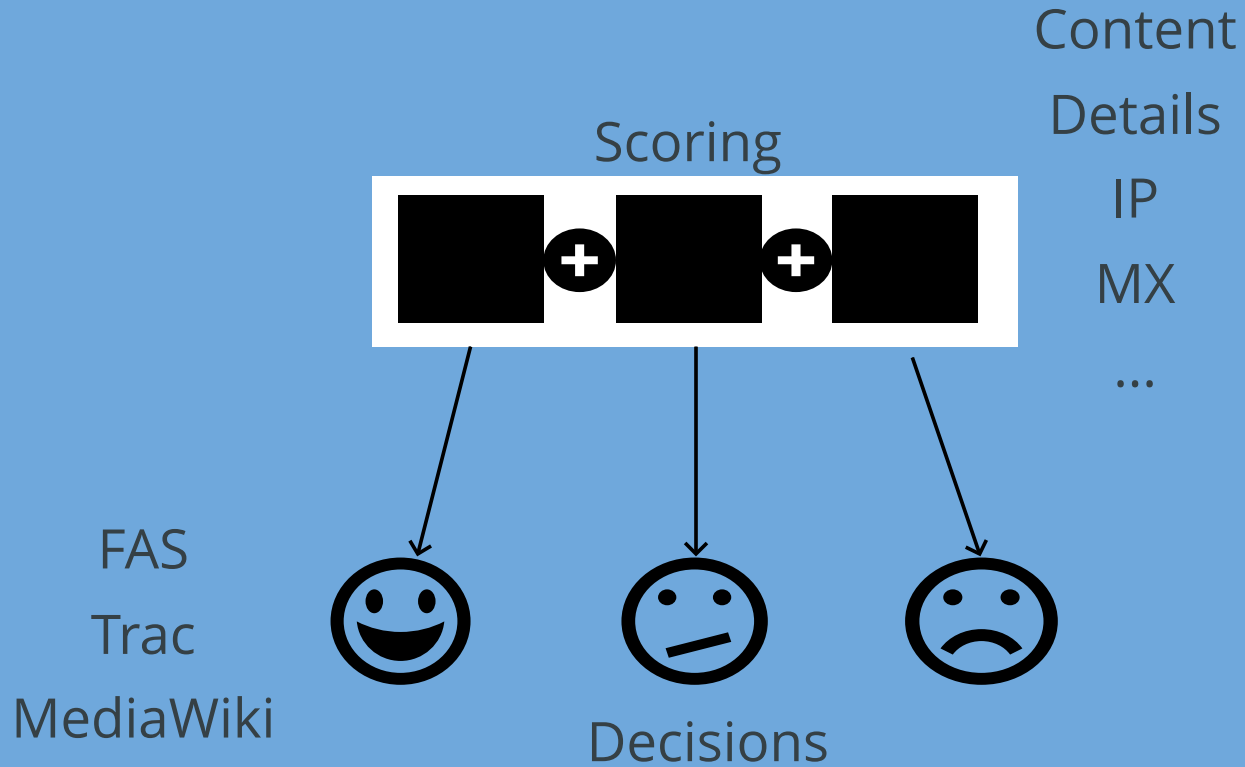 Content
Details
IP
MX
...
Scoring
FAS
Trac
MediaWiki
Decisions